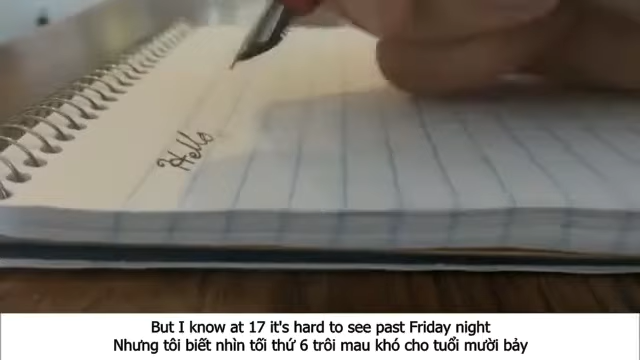 Hello
But I know at 17 it's hard to see past Friday night
Nhưng tôi biết nhìn tối thứ 6 trôi mau khó cho tuổi mười bảy